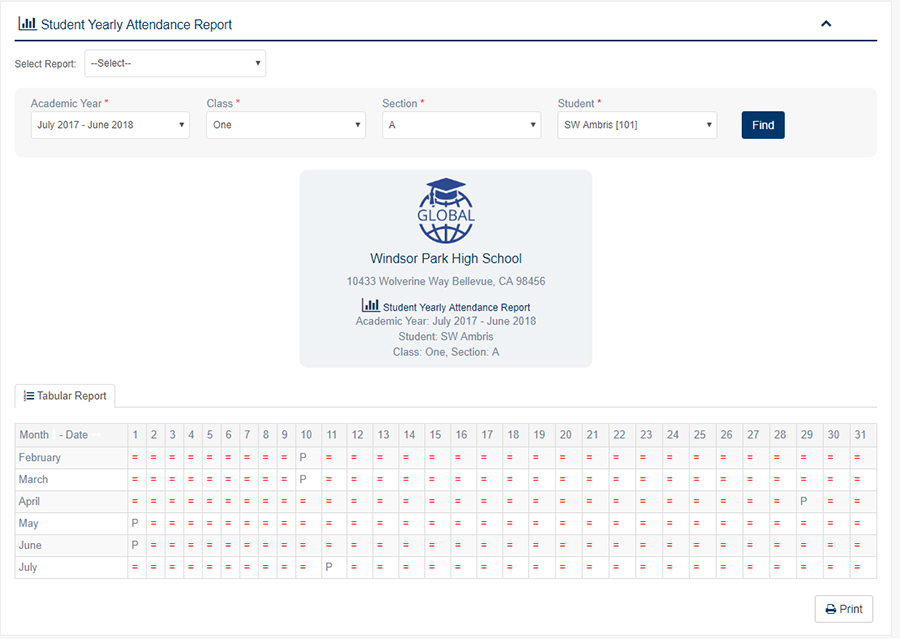 Student Yearly Attendance Report
Select Report: --Select--
Academic Year * Class * Section * Student *
July 2017 - June 2018 One A SW Ambris [101] Find
GLOBAL
Windsor Park High School
10433 Wolverine Way Bellevue, CA 98456
Student Yearly Attendance Report
Academic Year: July 2017 - June 2018
Student: SW Ambris
Class: One, Section: A
Tabular Report
Month - Date 1 2 3 4 5 6 7 8 9 10 11 12 13 14 15 16 17 18 19 20 21 22 23 24 25 26 27 28 29 30 31
February = = = = = = = = = P = = = = = = = = = = = = = = = = = = = = =
March = = = = = = = = = P = = = = = = = = = = = = = = = = = = = = =
April = = = = = = = = = = = = = = = = = = = = = = = = = = = = P = =
May P = = = = = = = = = = = = = = = = = = = = = = = = = = = = = =
June P = = = = = = = = = = = = = = = = = = = = = = = = = = = = = =
July = = = = = = = = = = P = = = = = = = = = = = = = = = = = = = =
Print